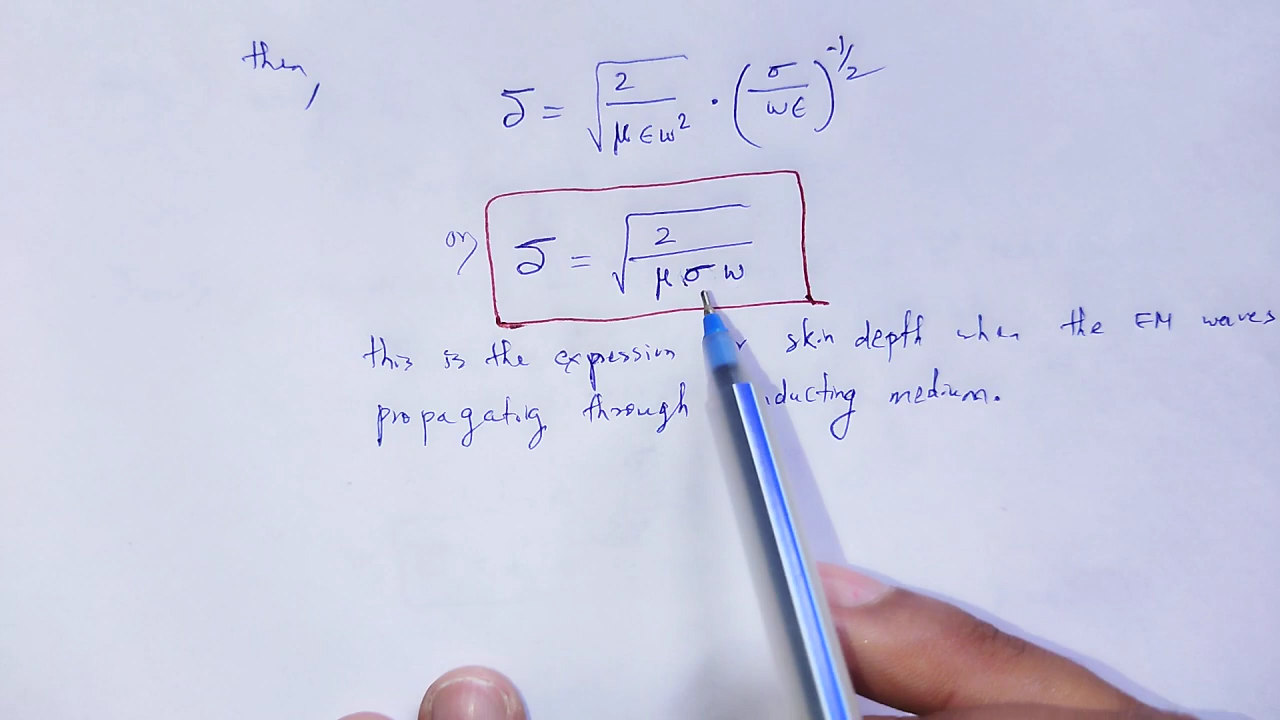 then,
δ = √(2/μϵω²) · (σ/ωϵ)^(-1/2)
or, δ = √(2/μσω)
this is the expression skin depth when the EM waves
propagating through ducting medium.